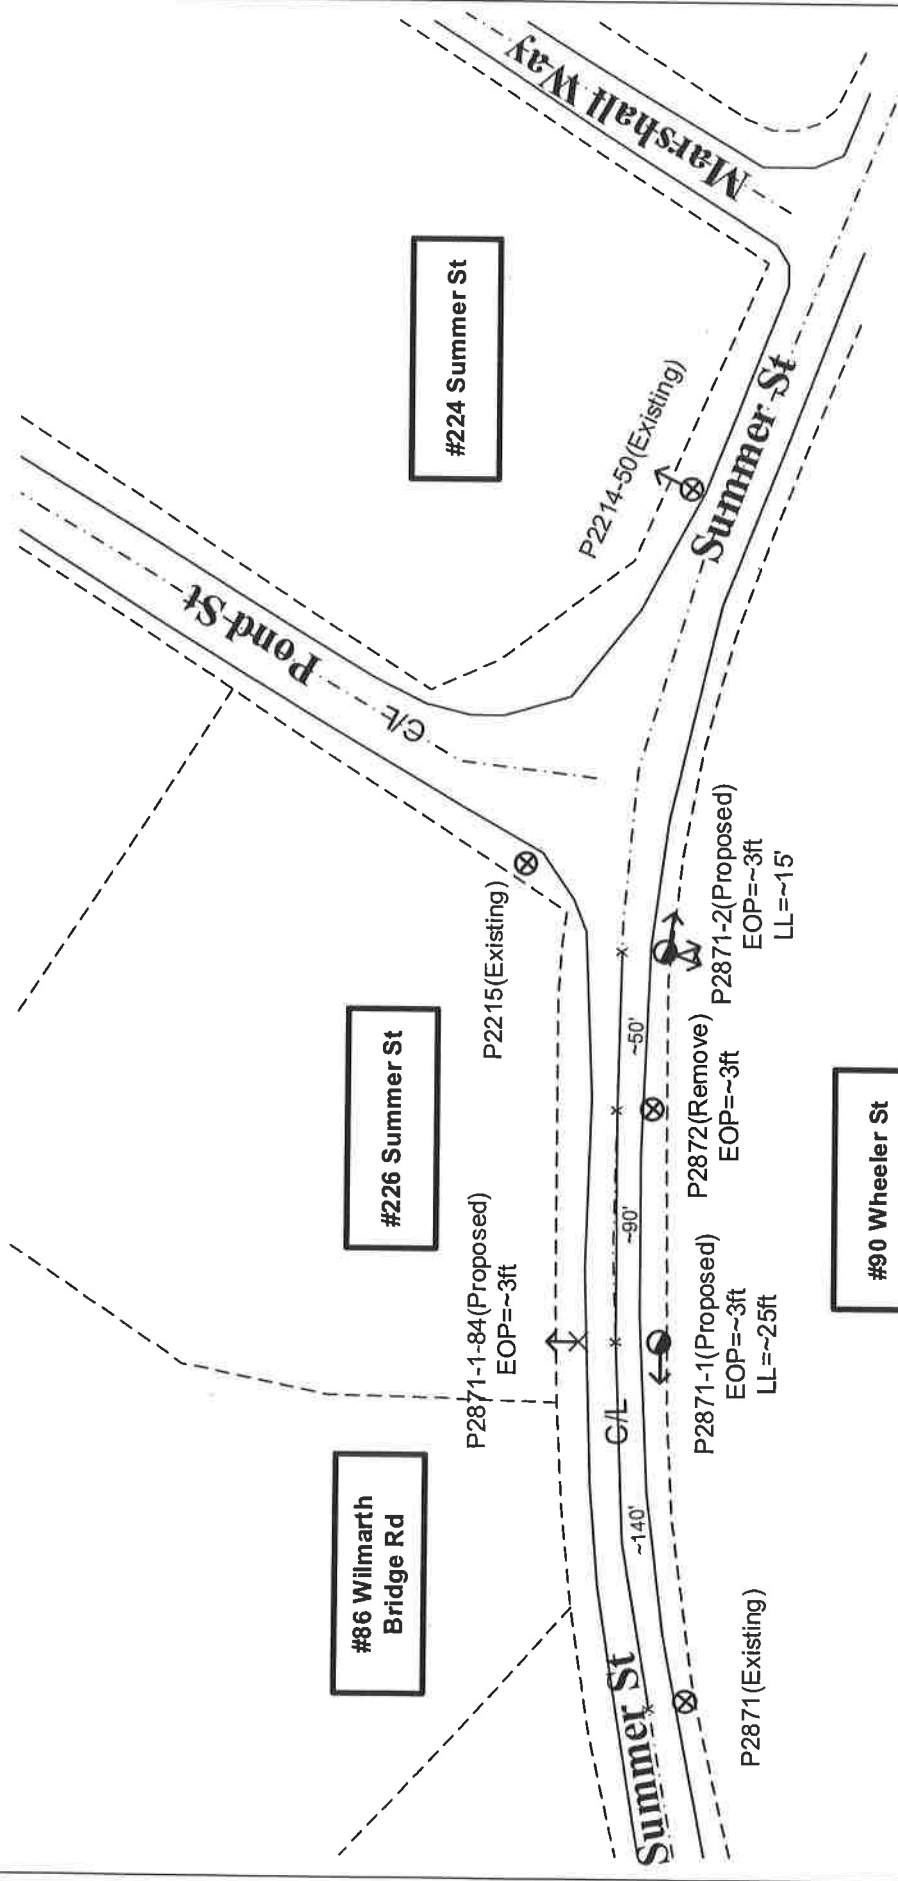 Marshall Way
#224 Summer St
P2214-50(Existing)
Summer St
Pond St
C/L
P2215(Existing)
#226 Summer St
P2871-1-84(Proposed)
EOP=~3ft
#86 Wilmarth
Bridge Rd
Summer St
C/L
~140'
~90'
~50'
P2871(Existing)
P2871-1(Proposed)
EOP=~3ft
LL=~25ft
P2872(Remove)
EOP=~3ft
P2871-2(Proposed)
EOP=~3ft
LL=~15'
#90 Wheeler St